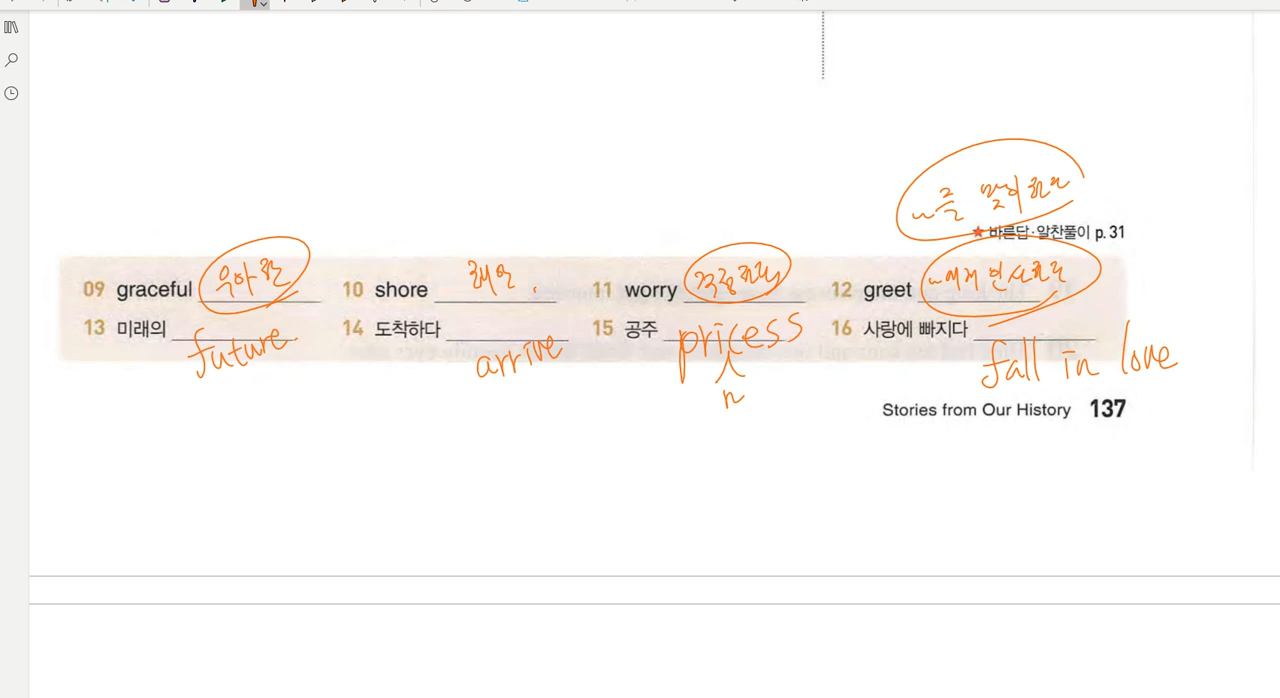 ~를 맞이하다
★ 바른답·알찬풀이 p.31
09 graceful 우아한 10 shore 해안 11 worry 걱정하다 12 greet ~에게 인사하다
13 미래의 future 14 도착하다 arrive 15 공주 pricess 16 사랑에 빠지다 fall in love
n
Stories from Our History 137